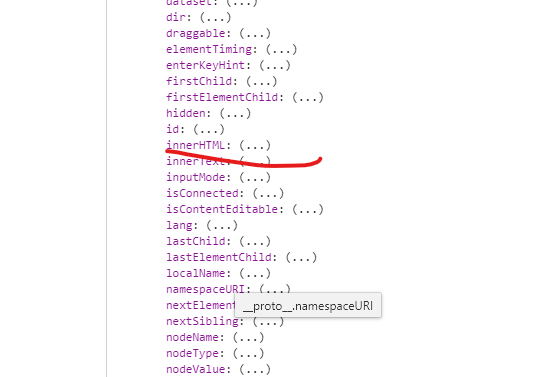 dataset: (...)
dir: (...)
draggable: (...)
elementTiming: (...)
enterKeyHint: (...)
firstChild: (...)
firstElementChild: (...)
hidden: (...)
id: (...)
innerHTML: (...)
innerText: (...)
inputMode: (...)
isConnected: (...)
isContentEditable: (...)
lang: (...)
lastChild: (...)
lastElementChild: (...)
localName: (...)
namespaceURI: (...)
nextElement
__proto__.namespaceURI
nextSibling: (...)
nodeName: (...)
nodeType: (...)
nodeValue: (...)